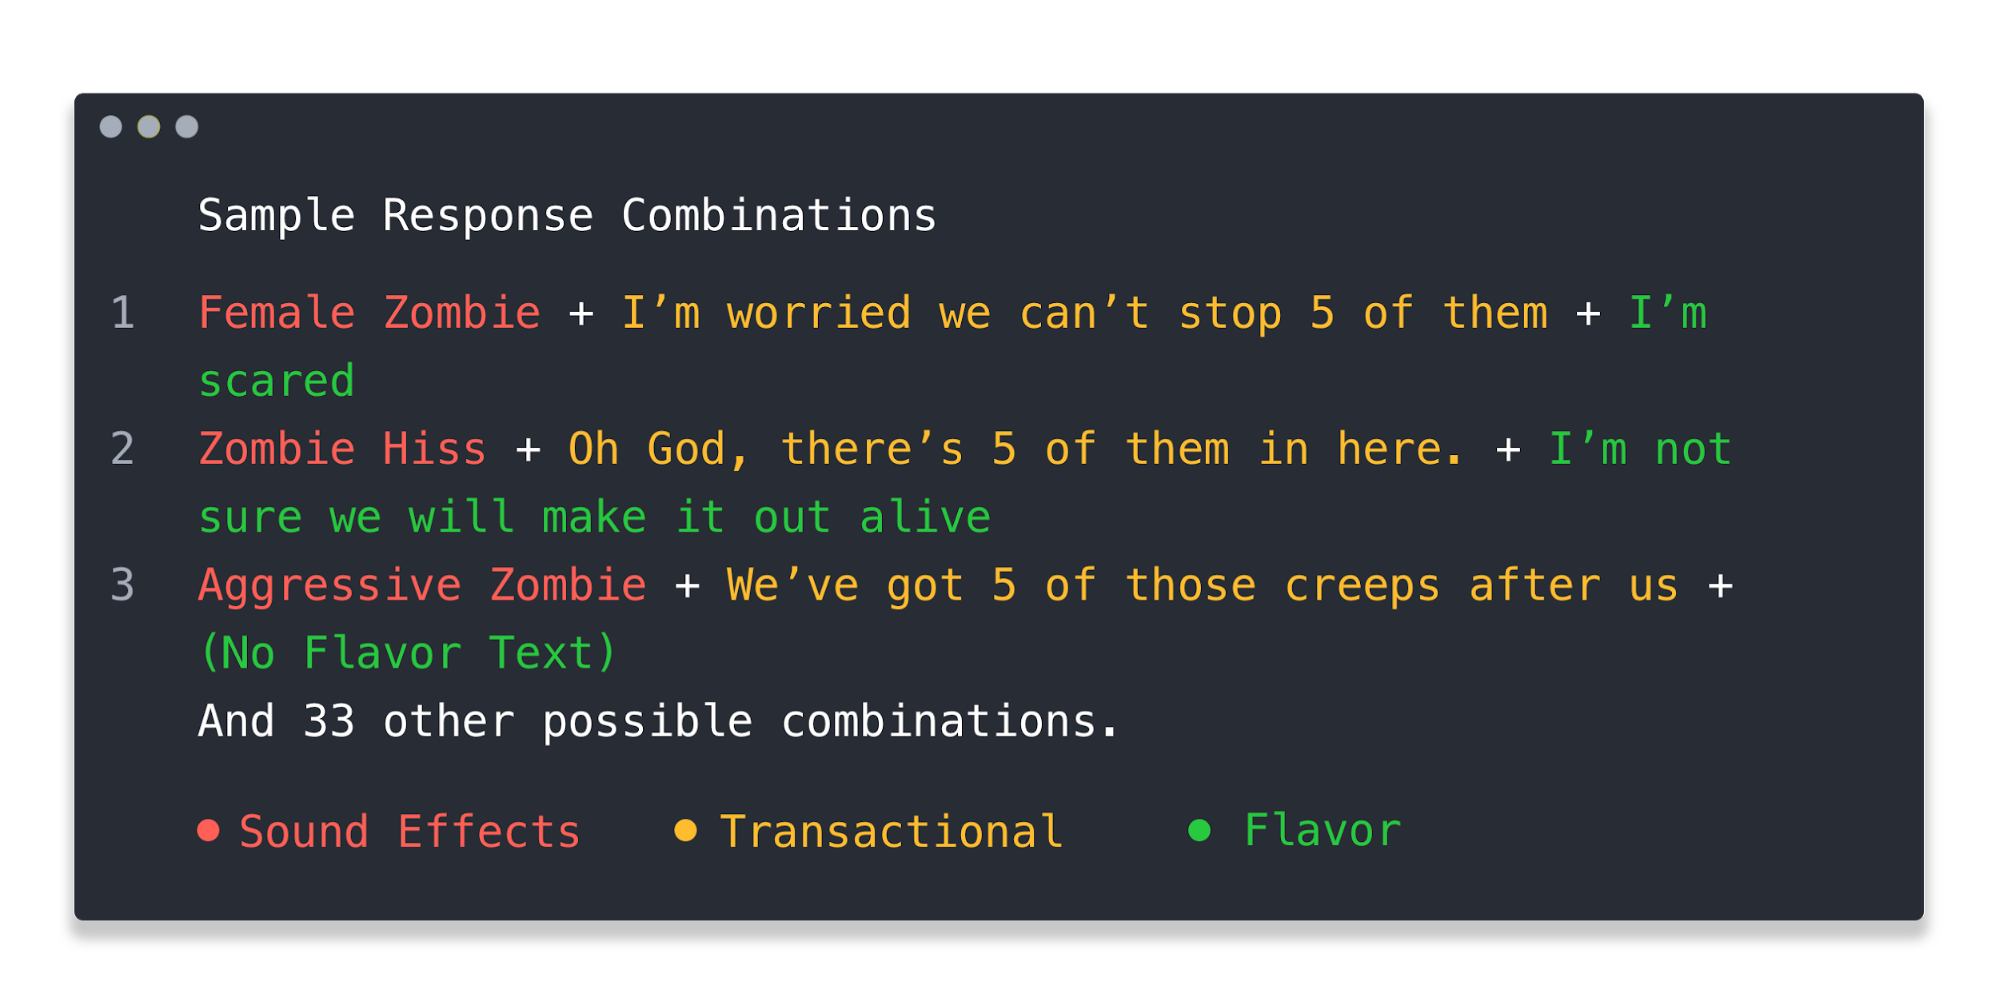 Sample Response Combinations
1 Female Zombie + I’m worried we can’t stop 5 of them + I’m
scared
2 Zombie Hiss + Oh God, there’s 5 of them in here. + I’m not
sure we will make it out alive
3 Aggressive Zombie + We’ve got 5 of those creeps after us +
(No Flavor Text)
And 33 other possible combinations.
Sound Effects Transactional Flavor